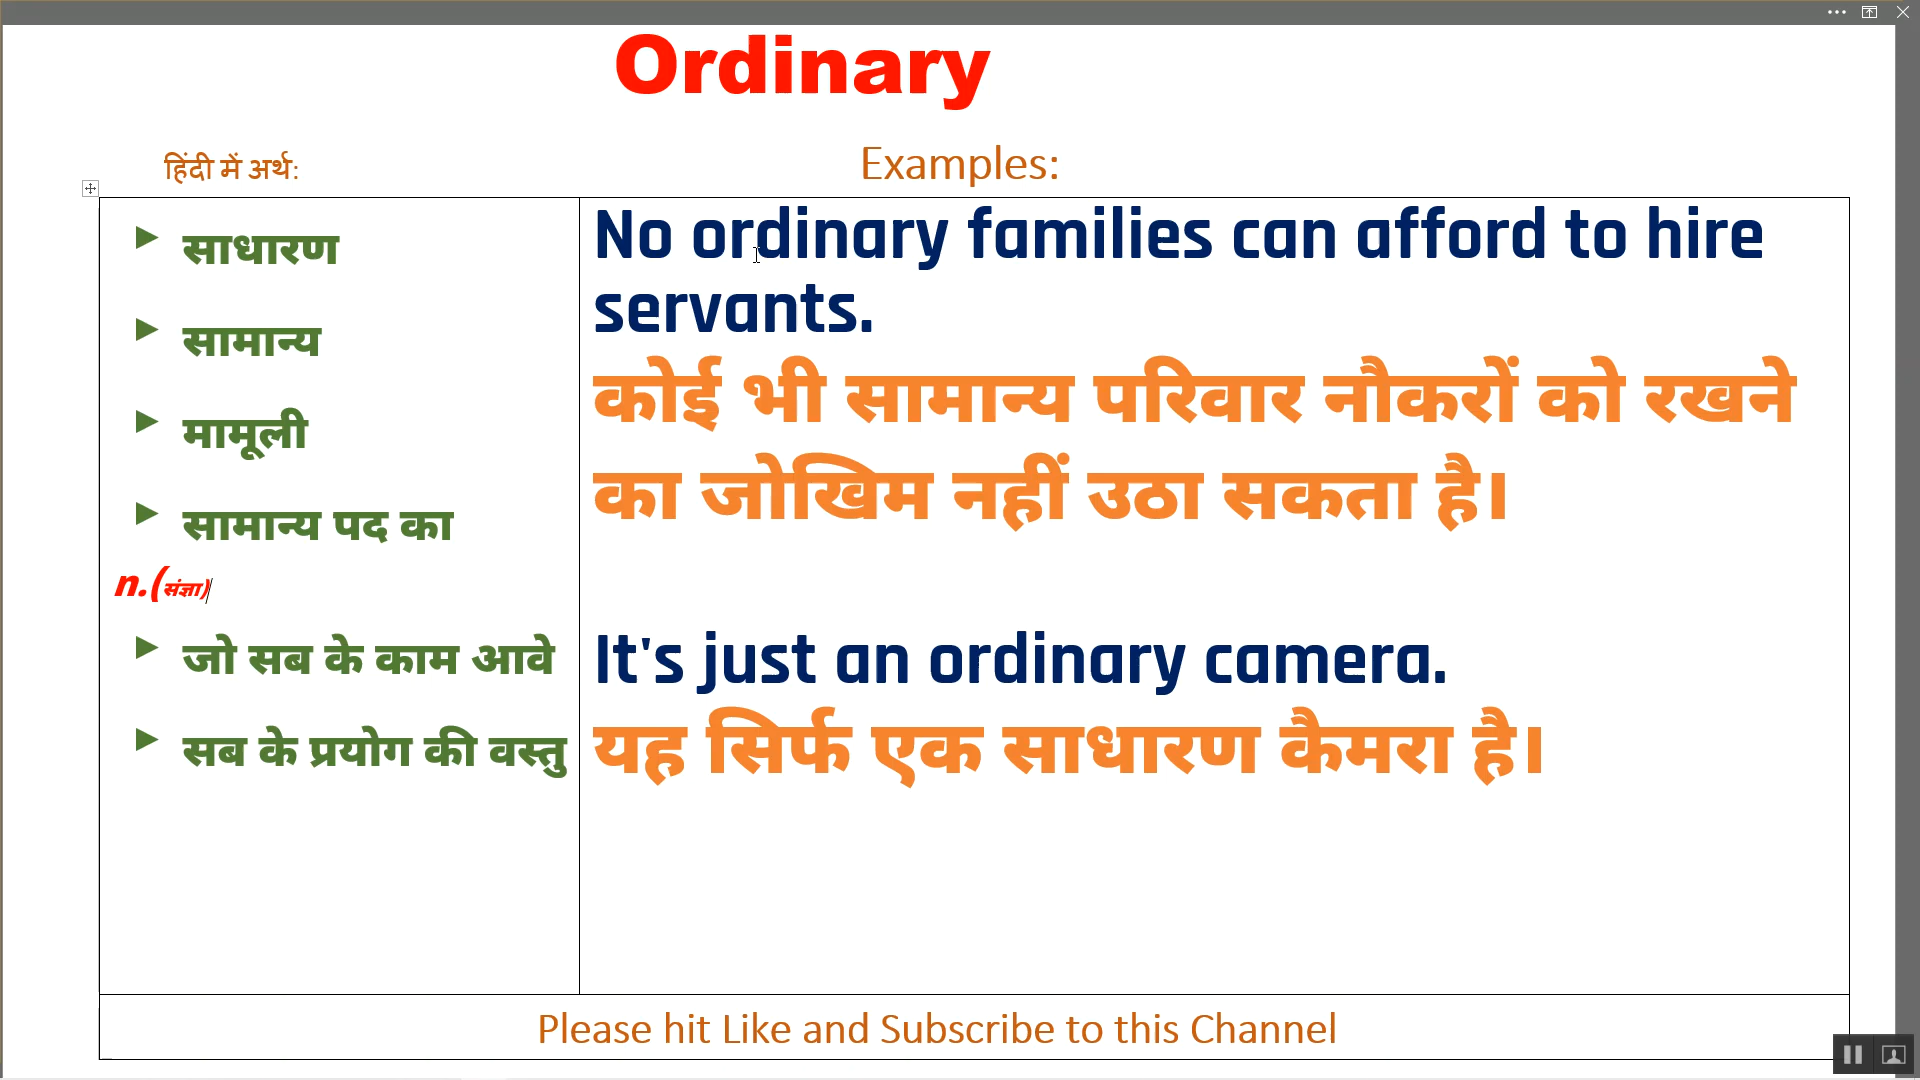 Ordinary
हिंदी में अर्थ:
Examples:
साधारण
सामान्य
मामूली
सामान्य पद का
n.(संज्ञा)
जो सब के काम आवे
सब के प्रयोग की वस्तु
No ordinary families can afford to hire
servants.
कोई भी सामान्य परिवार नौकरों को रखने
का जोखिम नहीं उठा सकता है।
It's just an ordinary camera.
यह सिर्फ एक साधारण कैमरा है।
Please hit Like and Subscribe to this Channel